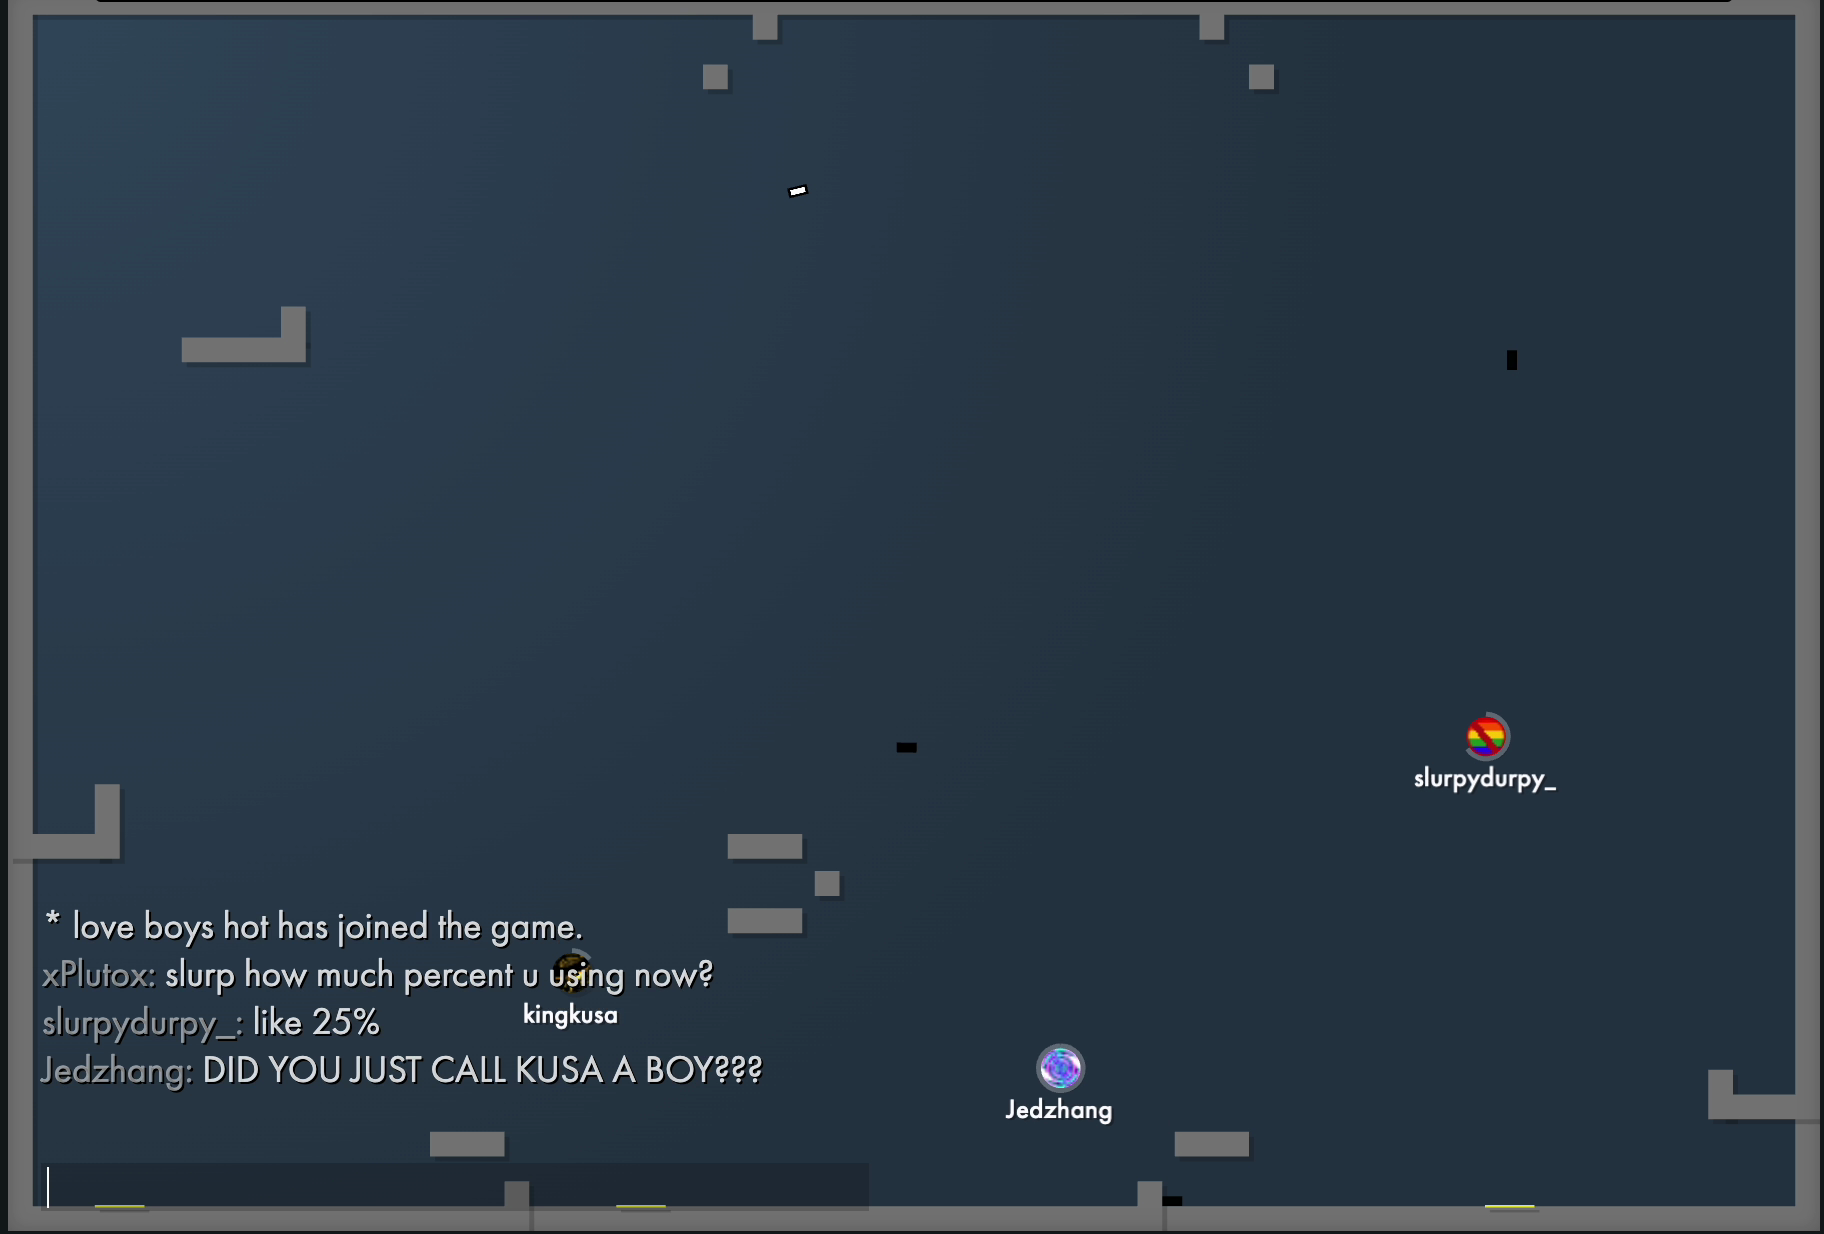 slurpydurpy_
* love boys hot has joined the game.
xPlutox: slurp how much percent u using now?
kingkusa
slurpydurpy_: like 25%
Jedzhang: DID YOU JUST CALL KUSA A BOY???
Jedzhang